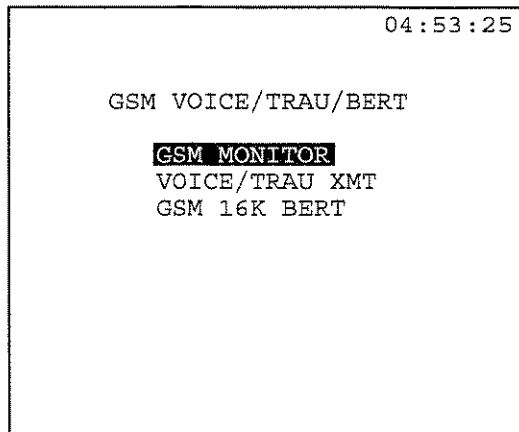 04:53:25
GSM VOICE/TRAU/BERT
GSM MONITOR
VOICE/TRAU XMT
GSM 16K BERT